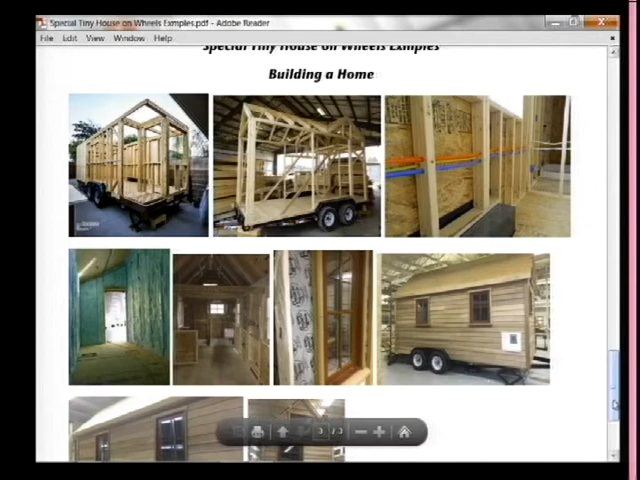 Special Tiny House on Wheels Exmples.pdf - Adobe Reader
File Edit View Window Help
Special Tiny House on Wheels Exmples
Building a Home
3 / 3